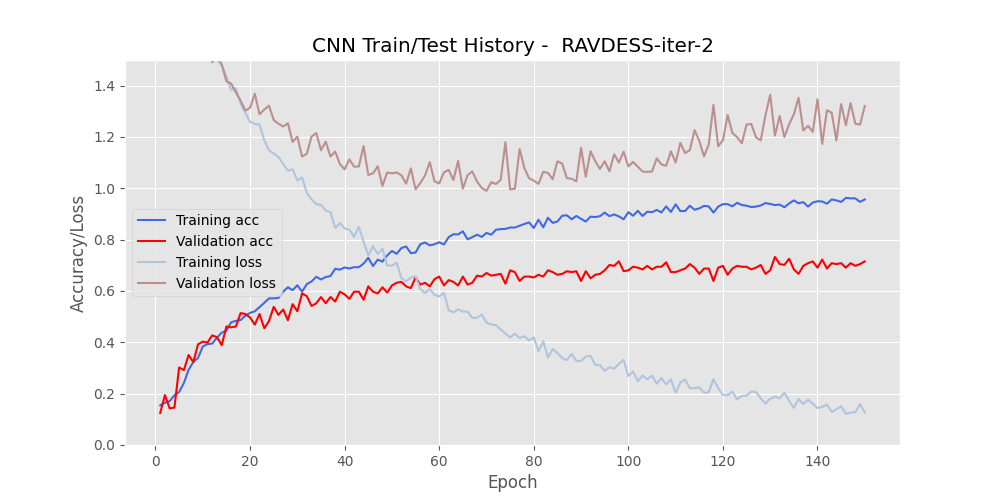 CNN Train/Test History -  RAVDESS-iter-2
Accuracy/Loss
1.4
1.2
1.0
0.8
0.6
0.4
0.2
0.0
Training acc
Validation acc
Training loss
Validation loss
0 20 40 60 80 100 120 140
Epoch